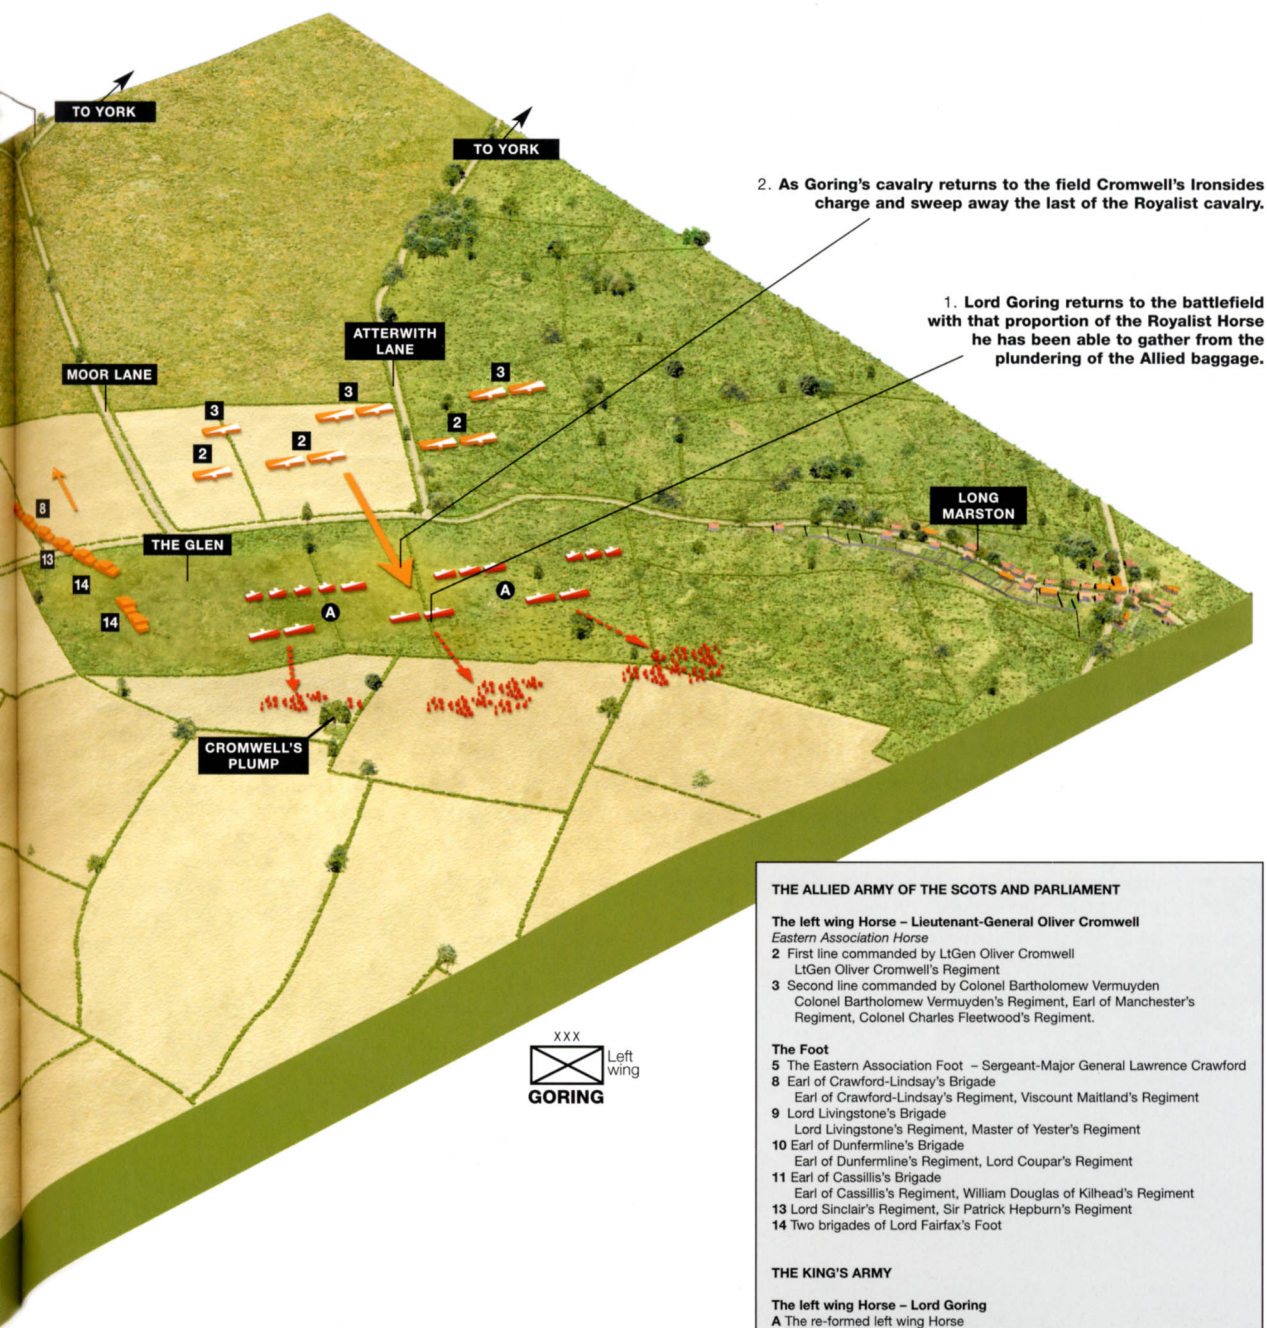 TO YORK
TO YORK
2. As Goring's cavalry returns to the field Cromwell's Ironsides
charge and sweep away the last of the Royalist cavalry.
1. Lord Goring returns to the battlefield
with that proportion of the Royalist Horse
he has been able to gather from the
plundering of the Allied baggage.
ATTERWITH
LANE
MOOR LANE
3
3
3
2
2
2
LONG
MARSTON
8
THE GLEN
13
14
A
A
14
CROMWELL'S
PLUMP
XXX
Left
wing
GORING
THE ALLIED ARMY OF THE SCOTS AND PARLIAMENT
The left wing Horse – Lieutenant-General Oliver Cromwell
Eastern Association Horse
2 First line commanded by LtGen Oliver Cromwell
LtGen Oliver Cromwell's Regiment
3 Second line commanded by Colonel Bartholomew Vermuyden
Colonel Bartholomew Vermuyden's Regiment, Earl of Manchester's
Regiment, Colonel Charles Fleetwood's Regiment.
The Foot
5 The Eastern Association Foot – Sergeant-Major General Lawrence Crawford
8 Earl of Crawford-Lindsay's Brigade
Earl of Crawford-Lindsay's Regiment, Viscount Maitland's Regiment
9 Lord Livingstone's Brigade
Lord Livingstone's Regiment, Master of Yester's Regiment
10 Earl of Dunfermline's Brigade
Earl of Dunfermline's Regiment, Lord Coupar's Regiment
11 Earl of Cassillis's Brigade
Earl of Cassillis's Regiment, William Douglas of Kilhead's Regiment
13 Lord Sinclair's Regiment, Sir Patrick Hepburn's Regiment
14 Two brigades of Lord Fairfax's Foot
THE KING'S ARMY
The left wing Horse – Lord Goring
A The re-formed left wing Horse